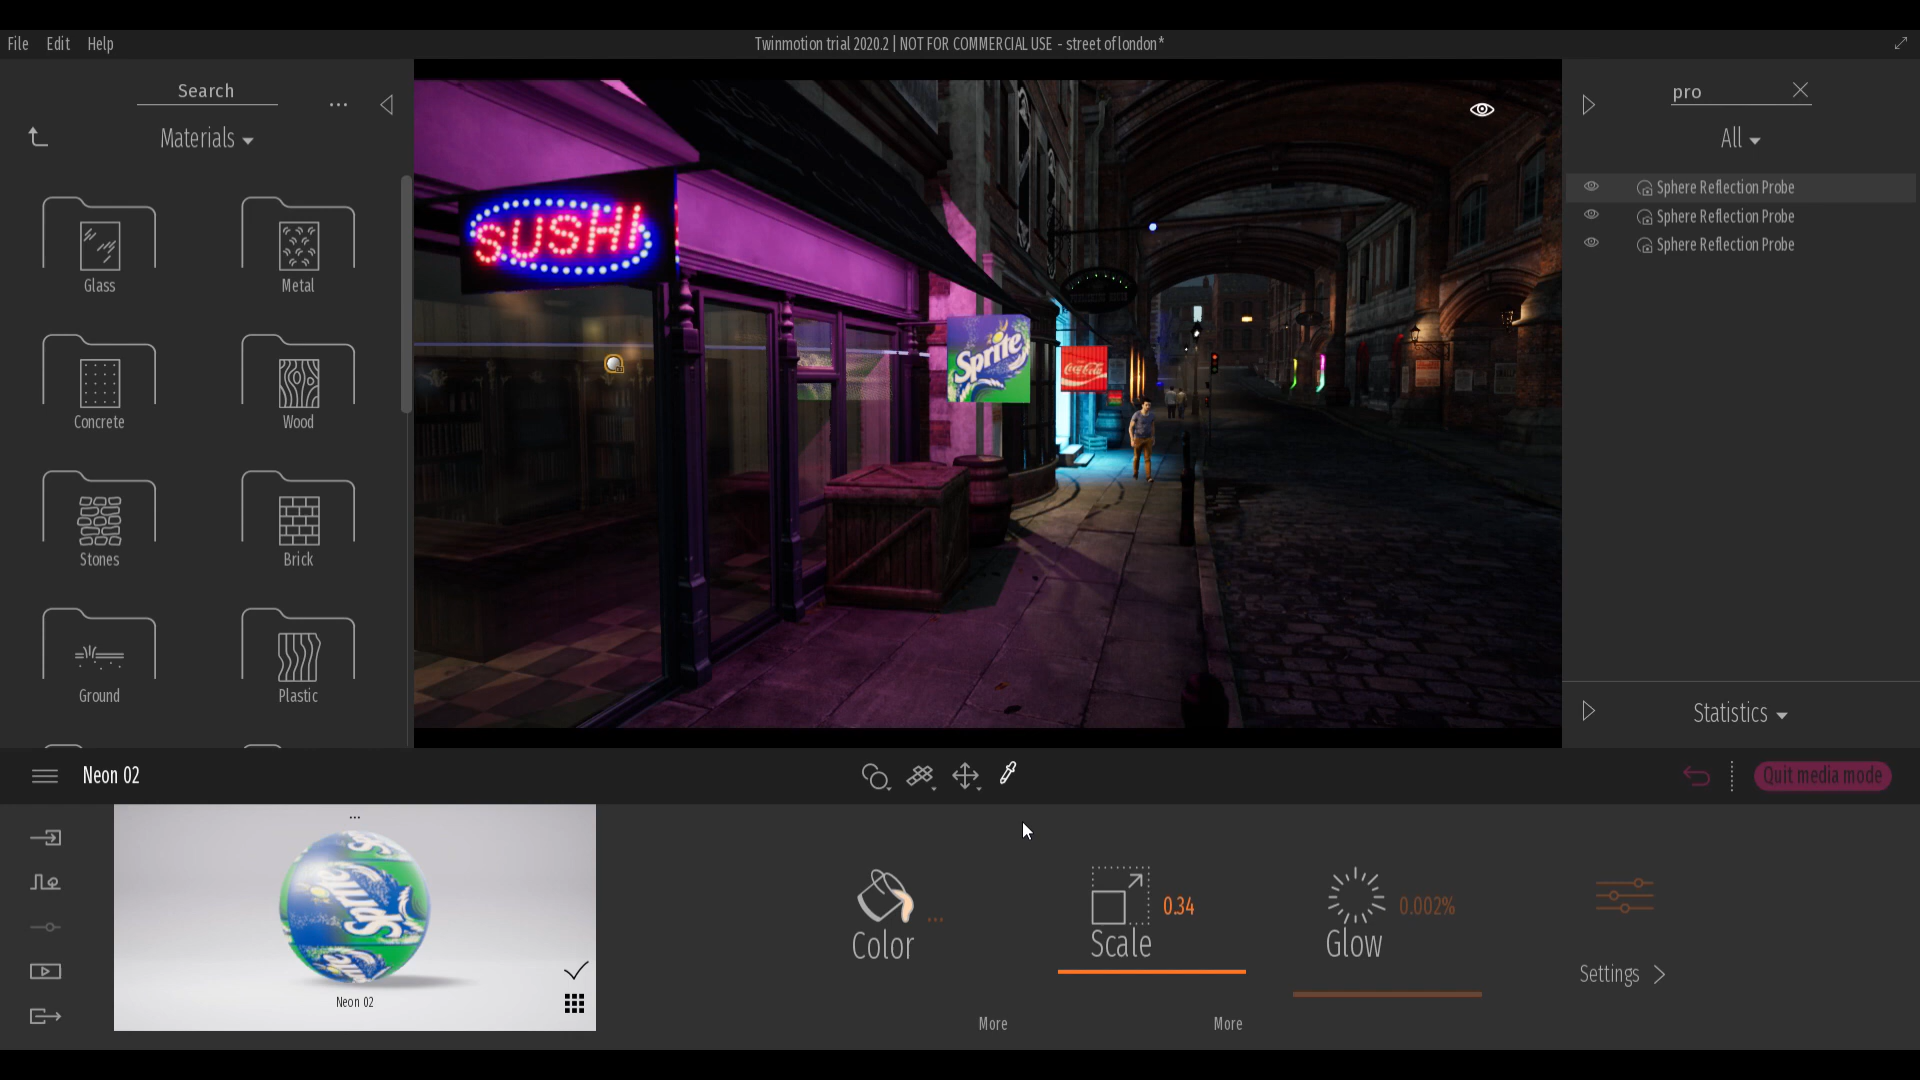 File Edit Help
Twinmotion trial 2020.2 | NOT FOR COMMERCIAL USE - street of london*
Search
...
Materials
Glass
Metal
Concrete
Wood
Stones
Brick
Ground
Plastic
SUSHI
Sprite
Coca-Cola
pro
All
Sphere Reflection Probe
Sphere Reflection Probe
Sphere Reflection Probe
Statistics
Neon 02
Quit media mode
...
Sprite
Neon 02
Color ...
More
Scale 0.34
More
Glow 0.002%
Settings